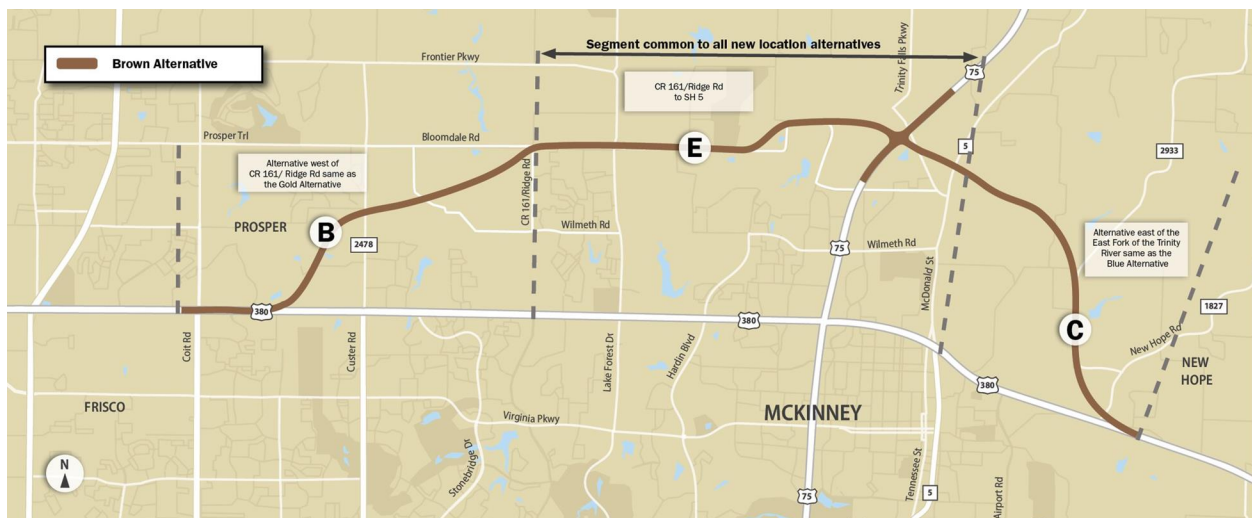 Brown Alternative
Segment common to all new location alternatives
Frontier Pkwy
Trinity Falls Pkwy
75
CR 161/Ridge Rd
to SH 5
Prosper Trl
Bloomdale Rd
E
5
2933
Alternative west of
CR 161/ Ridge Rd same as
the Gold Alternative
CR 161/Ridge Rd
PROSPER
B
2478
Wilmeth Rd
75
Wilmeth Rd
McDonald St
Alternative east of the
East Fork of the Trinity
River same as the
Blue Alternative
380
380
C
1827
New Hope Rd
NEW
HOPE
Coit Rd
Custer Rd
Lake Forest Dr
Hardin Blvd
380
FRISCO
Virginia Pkwy
MCKINNEY
Stonebridge Dr
Tennessee St
N
75
5
Airport Rd